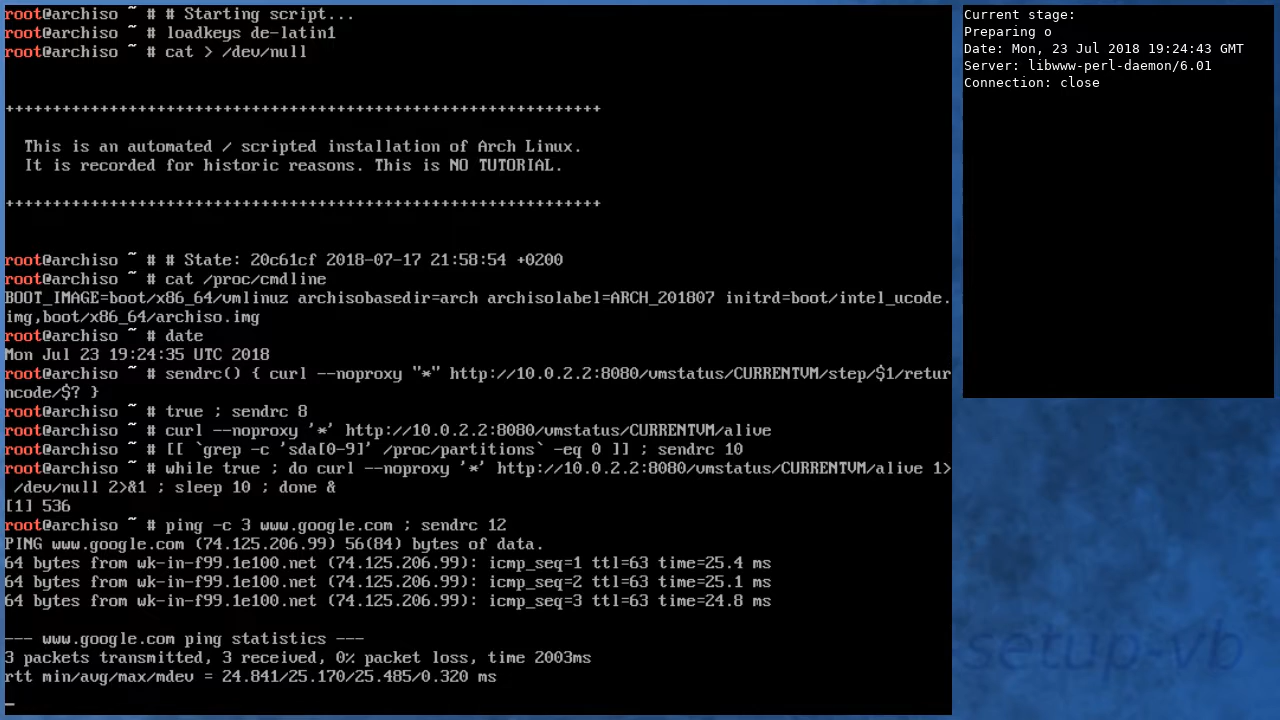 root@archiso ~ # # Starting script...
root@archiso ~ # loadkeys de-latin1
root@archiso ~ # cat > /dev/null
+++++++++++++++++++++++++++++++++++++++++++++++++++++++++++++++
This is an automated / scripted installation of Arch Linux.
It is recorded for historic reasons. This is NO TUTORIAL.
+++++++++++++++++++++++++++++++++++++++++++++++++++++++++++++++
root@archiso ~ # # State: 20c61cf 2018-07-17 21:58:54 +0200
root@archiso ~ # cat /proc/cmdline
BOOT_IMAGE=boot/x86_64/vmlinuz archisobasedir=arch archisolabel=ARCH_201807 initrd=boot/intel_ucode.
img,boot/x86_64/archiso.img
root@archiso ~ # date
Mon Jul 23 19:24:35 UTC 2018
root@archiso ~ # sendrc() { curl --noproxy "*" http://10.0.2.2:8080/vmstatus/CURRENTVM/step/$1/retur
ncode/$? }
root@archiso ~ # true ; sendrc 8
root@archiso ~ # curl --noproxy '*' http://10.0.2.2:8080/vmstatus/CURRENTVM/alive
root@archiso ~ # [[ `grep -c 'sda[0-9]' /proc/partitions` -eq 0 ]] ; sendrc 10
root@archiso ~ # while true ; do curl --noproxy '*' http://10.0.2.2:8080/vmstatus/CURRENTVM/alive 1>
/dev/null 2>&1 ; sleep 10 ; done &
[1] 536
root@archiso ~ # ping -c 3 www.google.com ; sendrc 12
PING www.google.com (74.125.206.99) 56(84) bytes of data.
64 bytes from wk-in-f99.1e100.net (74.125.206.99): icmp_seq=1 ttl=63 time=25.4 ms
64 bytes from wk-in-f99.1e100.net (74.125.206.99): icmp_seq=2 ttl=63 time=25.1 ms
64 bytes from wk-in-f99.1e100.net (74.125.206.99): icmp_seq=3 ttl=63 time=24.8 ms
--- www.google.com ping statistics ---
3 packets transmitted, 3 received, 0% packet loss, time 2003ms
rtt min/avg/max/mdev = 24.841/25.170/25.485/0.320 ms
_
Current stage:
Preparing o
Date: Mon, 23 Jul 2018 19:24:43 GMT
Server: libwww-perl-daemon/6.01
Connection: close
setup-vb